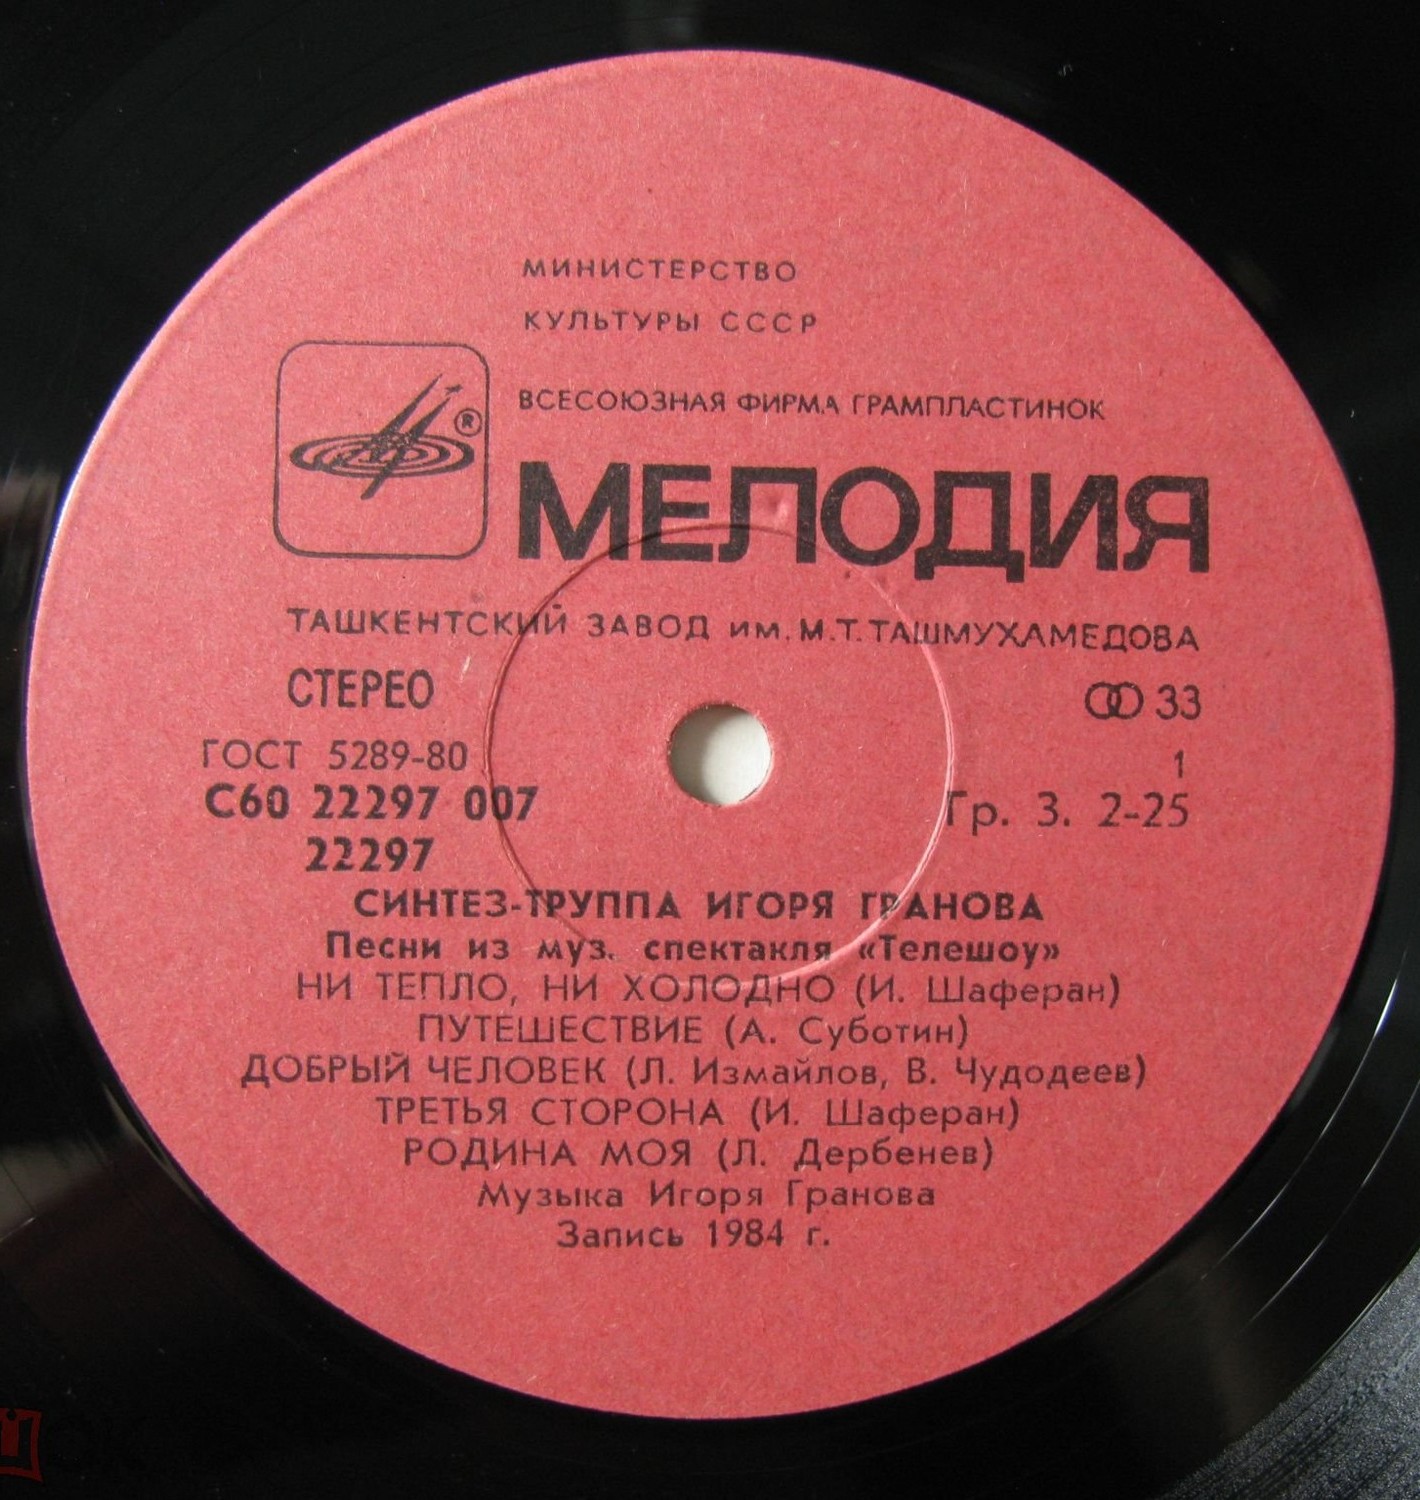 МИНИСТЕРСТВО
КУЛЬТУРЫ СССР
ВСЕСОЮЗНАЯ ФИРМА ГРАМПЛАСТИНОК
®
МЕЛОДИЯ
ТАШКЕНТСКИЙ ЗАВОД им. М.Т. ТАШМУХАМЕДОВА
СТЕРЕО 33
ГОСТ 5289-80 1
С60 22297 007 Гр. 3. 2-25
22297
СИНТЕЗ-ТРУППА ИГОРЯ ГРАНОВА
Песни из муз. спектакля «Телешоу»
НИ ТЕПЛО, НИ ХОЛОДНО (И. Шаферан)
ПУТЕШЕСТВИЕ (А. Суботин)
ДОБРЫЙ ЧЕЛОВЕК (Л. Измайлов, В. Чудодеев)
ТРЕТЬЯ СТОРОНА (И. Шаферан)
РОДИНА МОЯ (Л. Дербенев)
Музыка Игоря Гранова
Запись 1984 г.